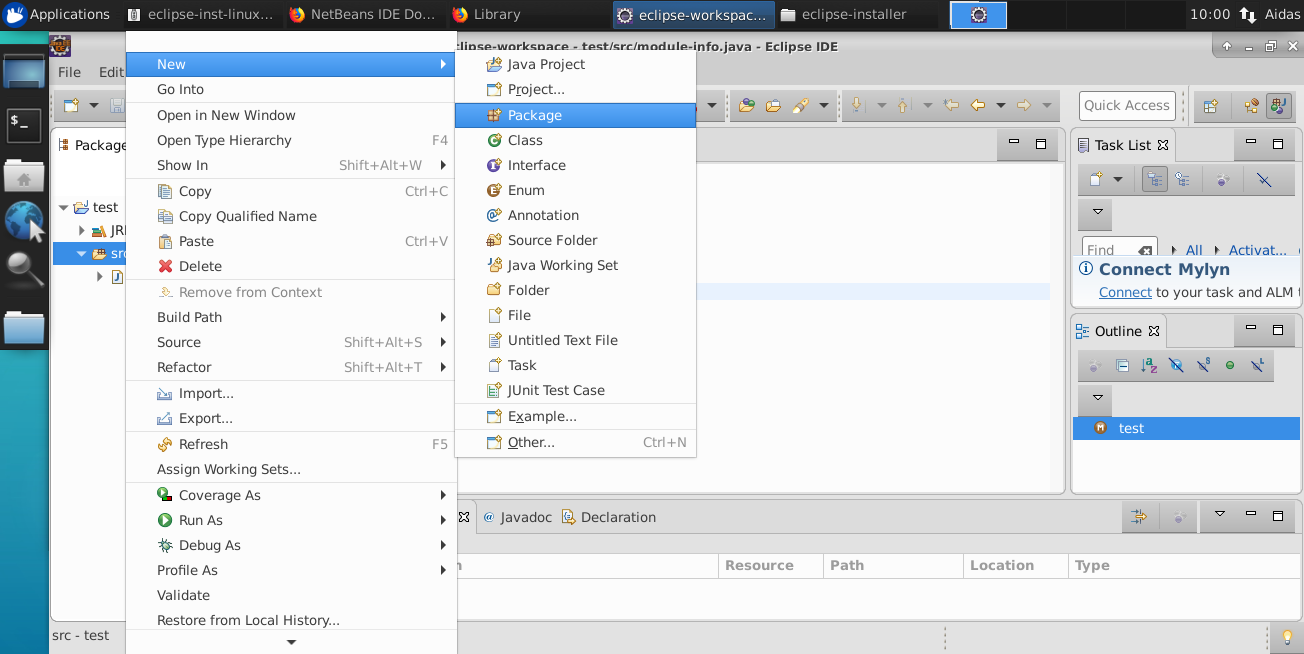 Applications eclipse-inst-linux... NetBeans IDE Do... Library eclipse-workspac... eclipse-installer 10:00 Aidas
clipse-workspace - test/src/module-info.java - Eclipse IDE
File Edit
Quick Access
Package
test
JR
src
New
Go Into
Open in New Window
Open Type Hierarchy F4
Show In Shift+Alt+W
Copy Ctrl+C
Copy Qualified Name
Paste Ctrl+V
Delete
Remove from Context
Build Path
Source Shift+Alt+S
Refactor Shift+Alt+T
Import...
Export...
Refresh F5
Assign Working Sets...
Coverage As
Run As
Debug As
Profile As
Validate
Restore from Local History...
Java Project
Project...
Package
Class
Interface
Enum
Annotation
Source Folder
Java Working Set
Folder
File
Untitled Text File
Task
JUnit Test Case
Example...
Other... Ctrl+N
Task List
Find All Activat...
Connect Mylyn
Connect to your task and ALM t
Outline
test
Javadoc Declaration
n Resource Path Location Type
src - test